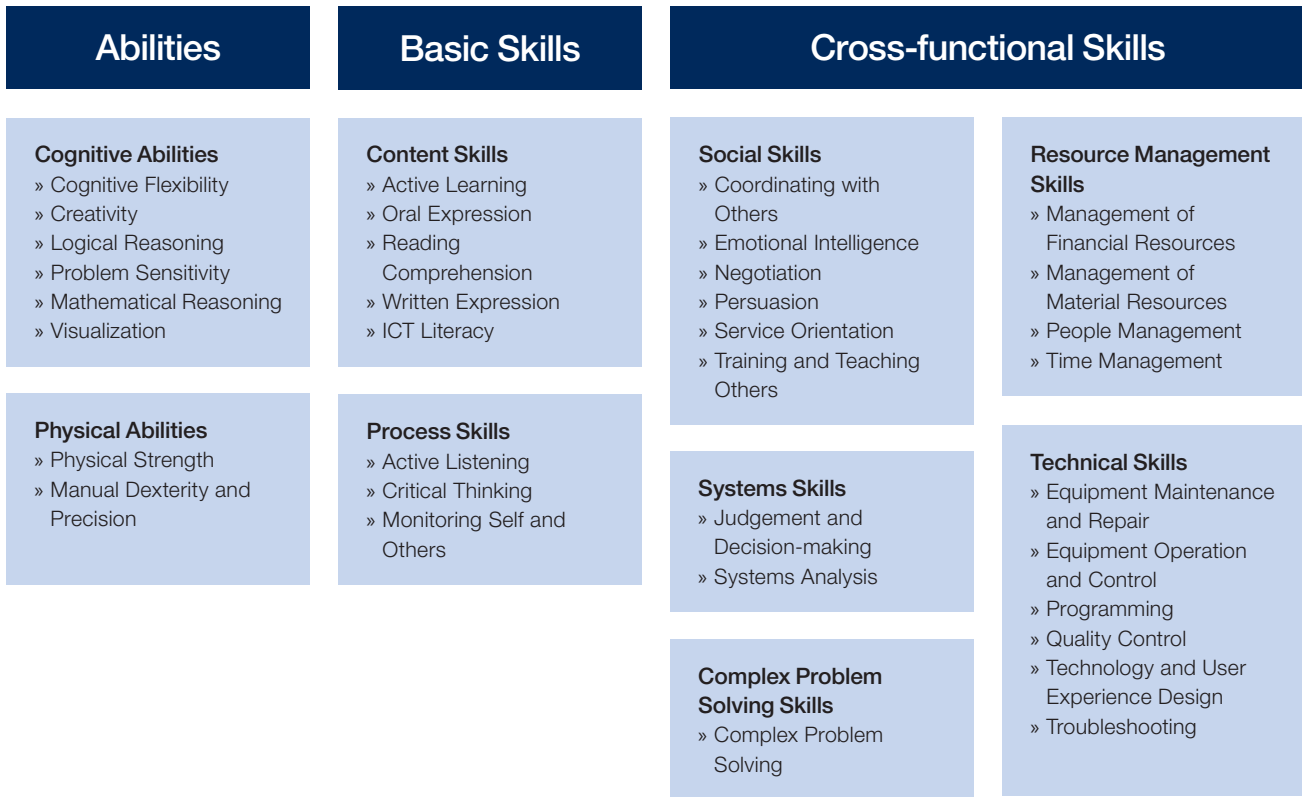 Abilities
Cognitive Abilities
» Cognitive Flexibility
» Creativity
» Logical Reasoning
» Problem Sensitivity
» Mathematical Reasoning
» Visualization
Physical Abilities
» Physical Strength
» Manual Dexterity and
Precision
Basic Skills
Content Skills
» Active Learning
» Oral Expression
» Reading
Comprehension
» Written Expression
» ICT Literacy
Process Skills
» Active Listening
» Critical Thinking
» Monitoring Self and
Others
Cross-functional Skills
Social Skills
» Coordinating with
Others
» Emotional Intelligence
» Negotiation
» Persuasion
» Service Orientation
» Training and Teaching
Others
Systems Skills
» Judgement and
Decision-making
» Systems Analysis
Complex Problem
Solving Skills
» Complex Problem
Solving
Resource Management
Skills
» Management of
Financial Resources
» Management of
Material Resources
» People Management
» Time Management
Technical Skills
» Equipment Maintenance
and Repair
» Equipment Operation
and Control
» Programming
» Quality Control
» Technology and User
Experience Design
» Troubleshooting